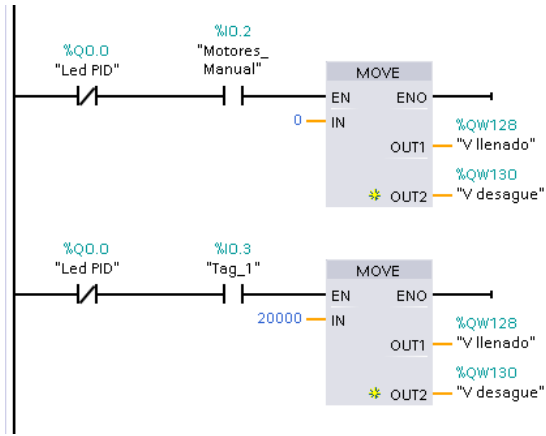 %Q0.0
"Led PID"
%I0.2
"Motores_
Manual"
MOVE
EN ENO
0 IN
OUT1
%QW128
"V llenado"
OUT2
%QW130
"V desague"
%Q0.0
"Led PID"
%I0.3
"Tag_1"
MOVE
EN ENO
20000 IN
OUT1
%QW128
"V llenado"
OUT2
%QW130
"V desague"